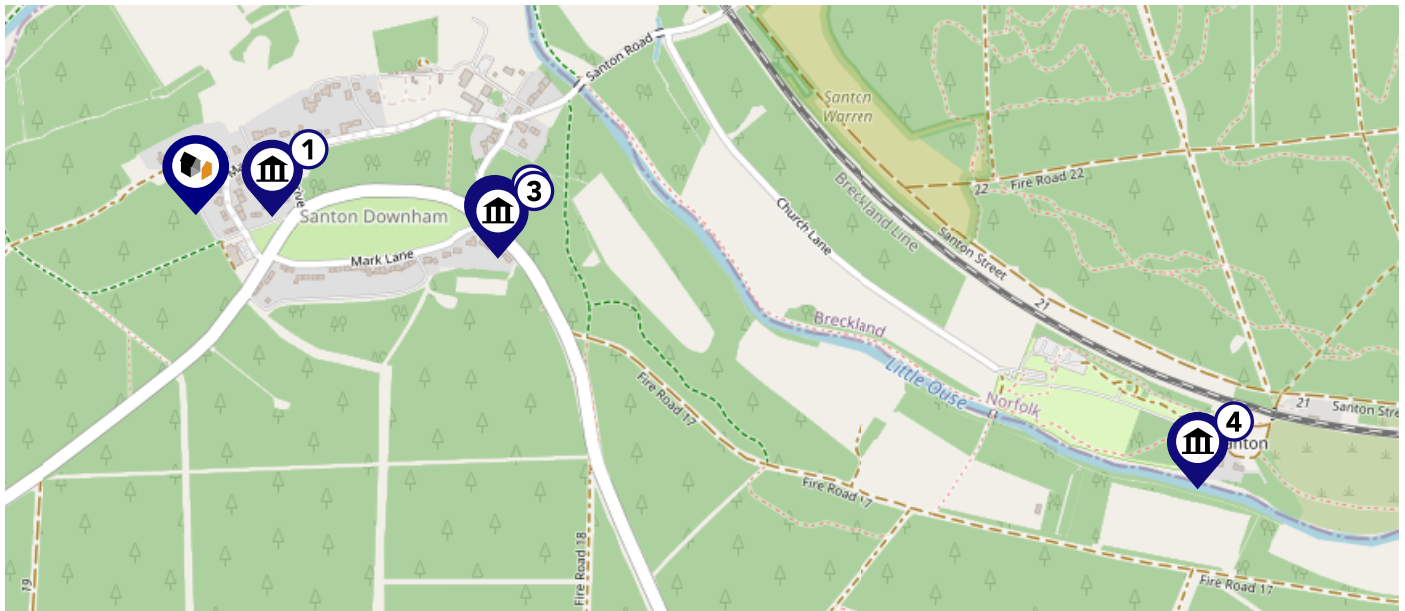 Santon Road
Santon
Warren
22
Fire Road 22
1
3
Santon Downham
Mark Lane
Church Lane
Breckland Line
Santon Street
21
Breckland
Little Ouse
Norfolk
21
Santon Stre
4
Fire Road 17
Fire Road 17
Fire Road 18
19
Fire Road 17